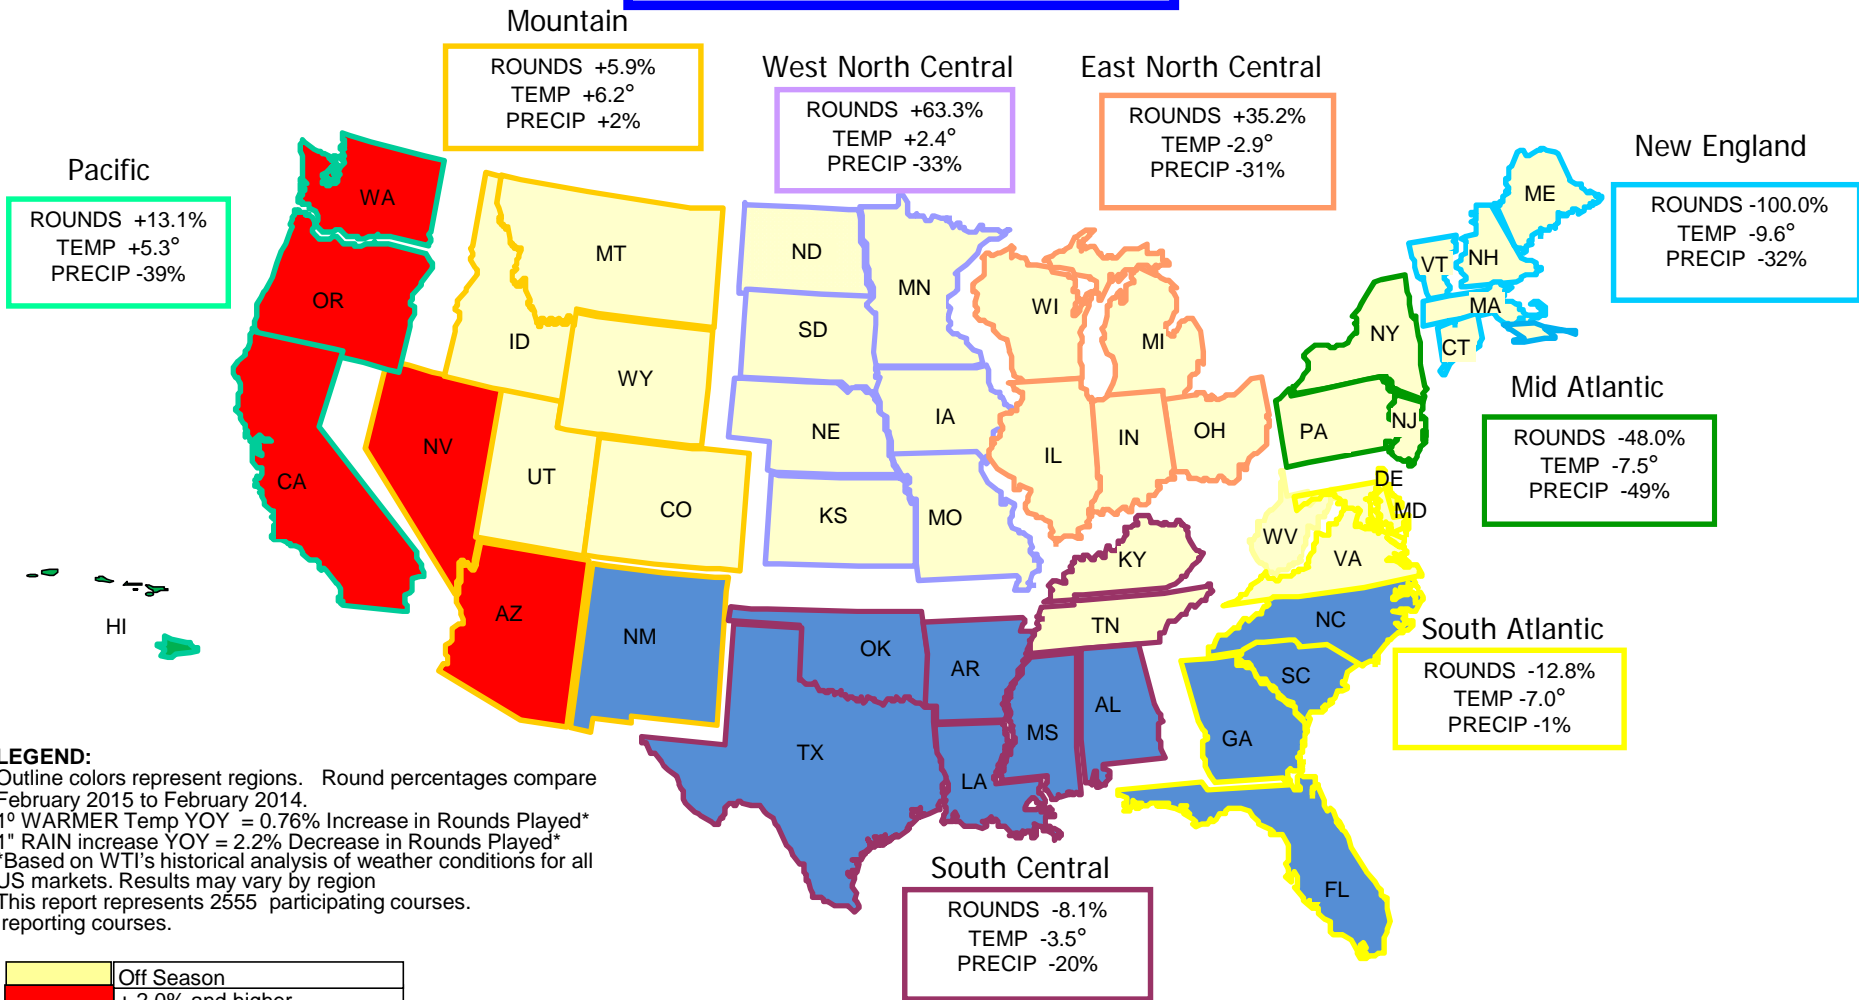 Mountain
ROUNDS +5.9%
TEMP +6.2°
PRECIP +2%
West North Central
ROUNDS +63.3%
TEMP +2.4°
PRECIP -33%
East North Central
ROUNDS +35.2%
TEMP -2.9°
PRECIP -31%
New England
ROUNDS -100.0%
TEMP -9.6°
PRECIP -32%
Pacific
ROUNDS +13.1%
TEMP +5.3°
PRECIP -39%
Mid Atlantic
ROUNDS -48.0%
TEMP -7.5°
PRECIP -49%
South Atlantic
ROUNDS -12.8%
TEMP -7.0°
PRECIP -1%
South Central
ROUNDS -8.1%
TEMP -3.5°
PRECIP -20%
WA
OR
CA
HI
MT
ID
WY
NV
UT
CO
AZ
NM
ND
SD
NE
KS
MN
IA
MO
WI
MI
IL
IN
OH
KY
TN
OK
AR
TX
LA
MS
AL
ME
VT
NH
MA
CT
NY
PA
NJ
DE
MD
WV
VA
NC
SC
GA
FL
LEGEND:
Outline colors represent regions. Round percentages compare
February 2015 to February 2014.
1º WARMER Temp YOY = 0.76% Increase in Rounds Played*
1" RAIN increase YOY = 2.2% Decrease in Rounds Played*
*Based on WTI's historical analysis of weather conditions for all
US markets. Results may vary by region
This report represents 2555 participating courses.
reporting courses.
Off Season
+ 2.0% and higher